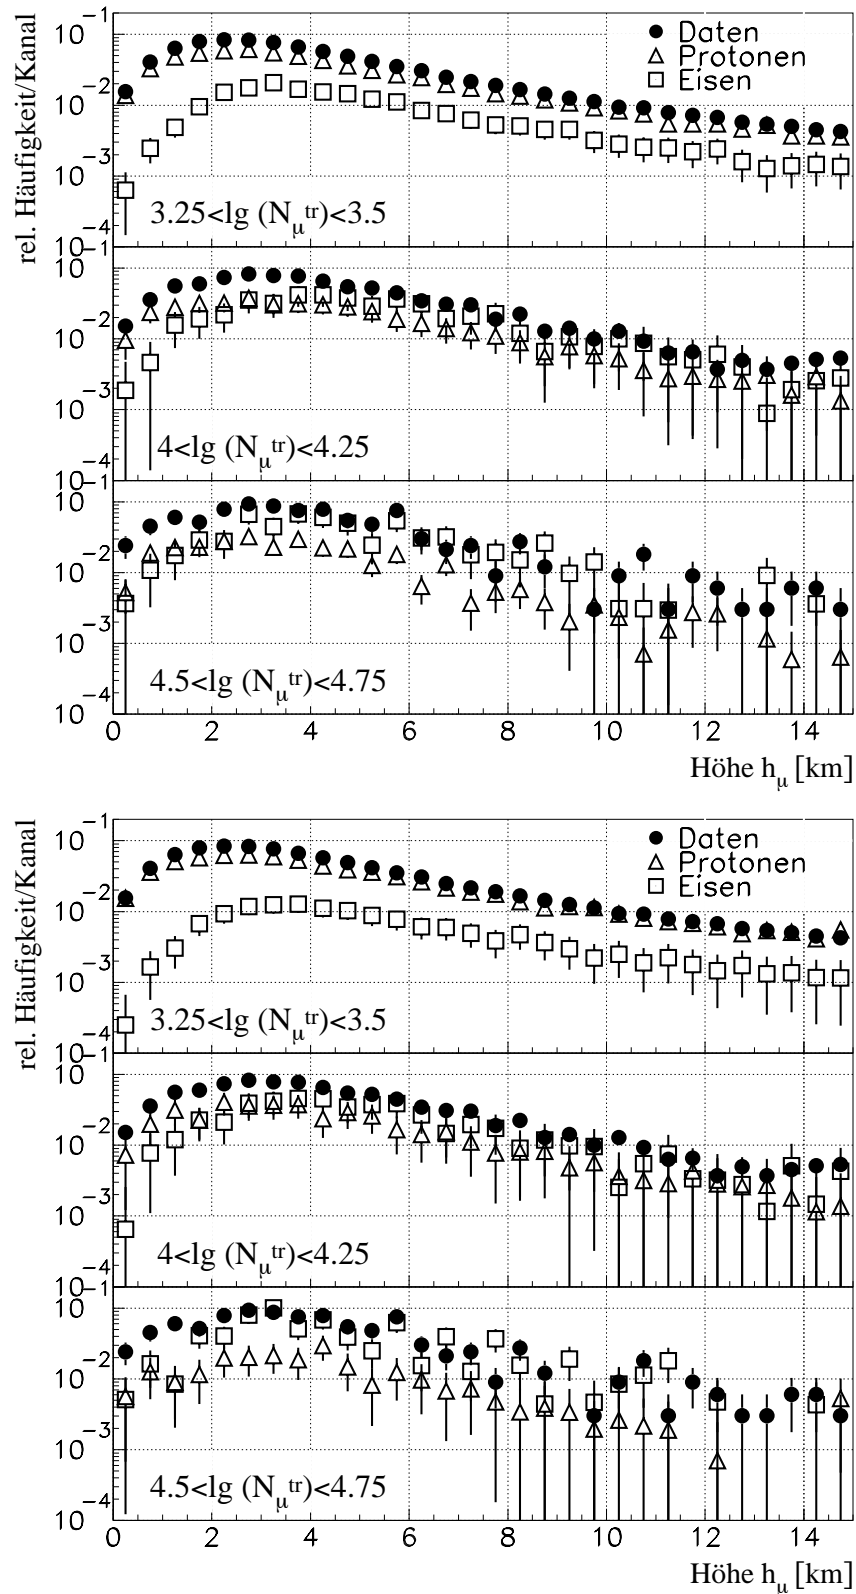 rel. Häufigkeit/Kanal
10⁻¹
10⁻²
10⁻³
10⁻⁴
Daten
Protonen
Eisen
3.25<lg (N_μ^tr)<3.5
10⁻¹
10⁻²
10⁻³
10⁻⁴
4<lg (N_μ^tr)<4.25
10⁻¹
10⁻²
10⁻³
10⁻⁴
4.5<lg (N_μ^tr)<4.75
0 2 4 6 8 10 12 14
Höhe h_μ [km]
rel. Häufigkeit/Kanal
10⁻¹
10⁻²
10⁻³
10⁻⁴
Daten
Protonen
Eisen
3.25<lg (N_μ^tr)<3.5
10⁻¹
10⁻²
10⁻³
10⁻⁴
4<lg (N_μ^tr)<4.25
10⁻¹
10⁻²
10⁻³
10⁻⁴
4.5<lg (N_μ^tr)<4.75
0 2 4 6 8 10 12 14
Höhe h_μ [km]